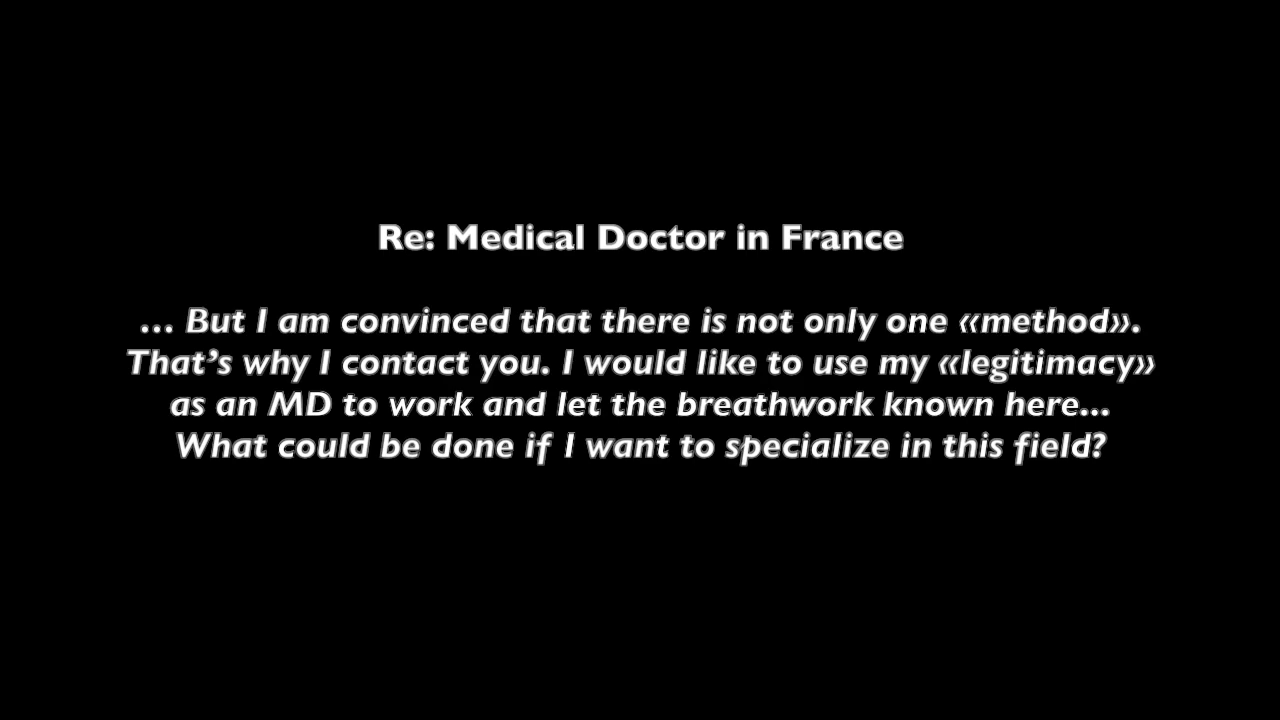 Re: Medical Doctor in France
… But I am convinced that there is not only one «method».
That’s why I contact you. I would like to use my «legitimacy»
as an MD to work and let the breathwork known here...
What could be done if I want to specialize in this field?